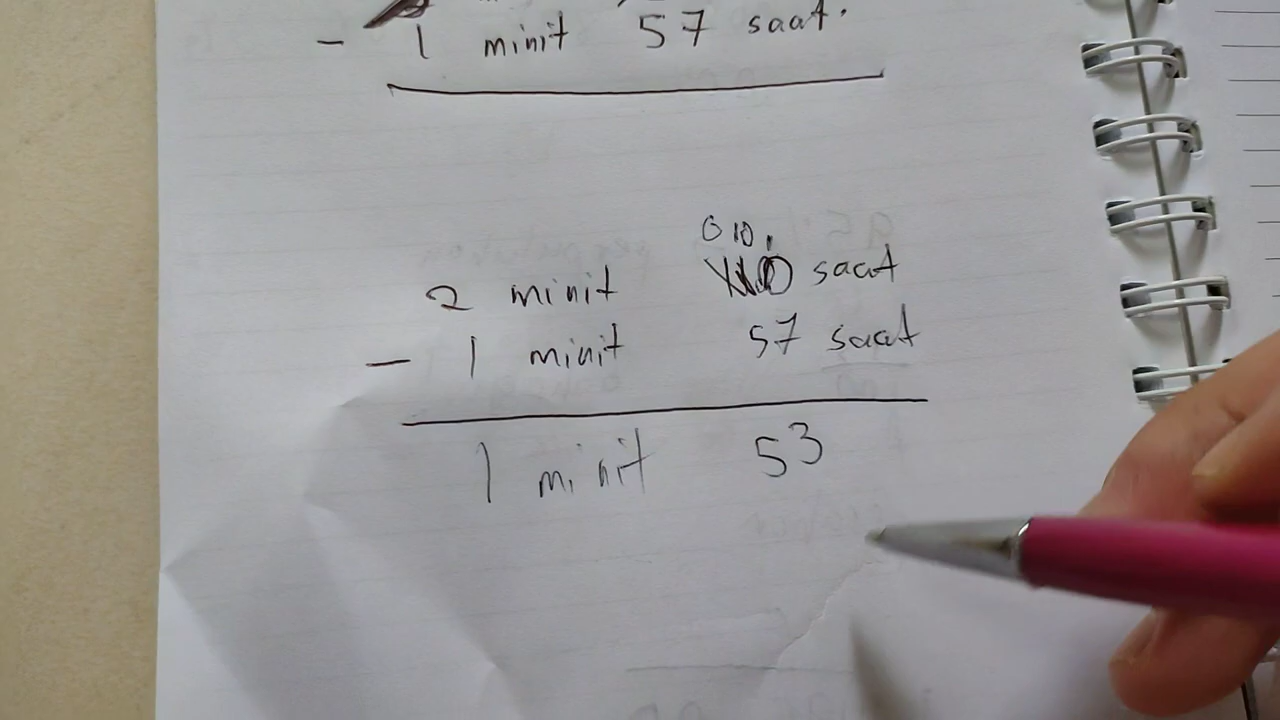 - 1 minit 57 saat.
0 10
2 minit saat
- 1 minit 57 saat
1 minit 53